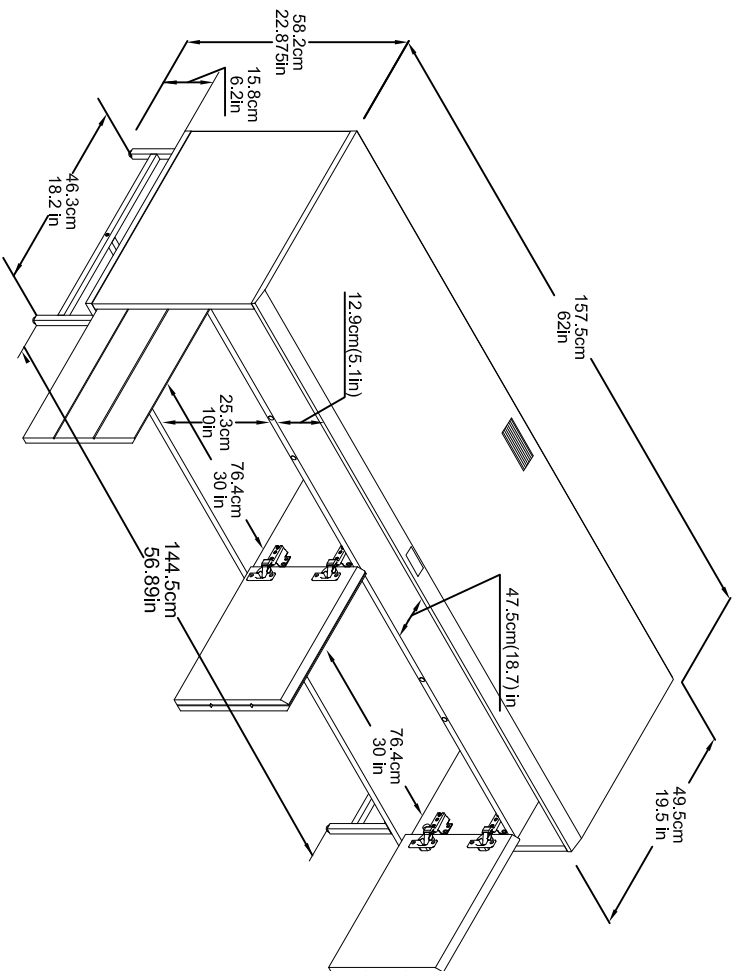 58.2cm
22.875in
15.8cm
6.2in
46.3cm
18.2 in
157.5cm
62in
12.9cm(5.1in)
25.3cm
10in
76.4cm
30 in
144.5cm
56.89in
47.5cm(18.7) in
76.4cm
30 in
49.5cm
19.5 in